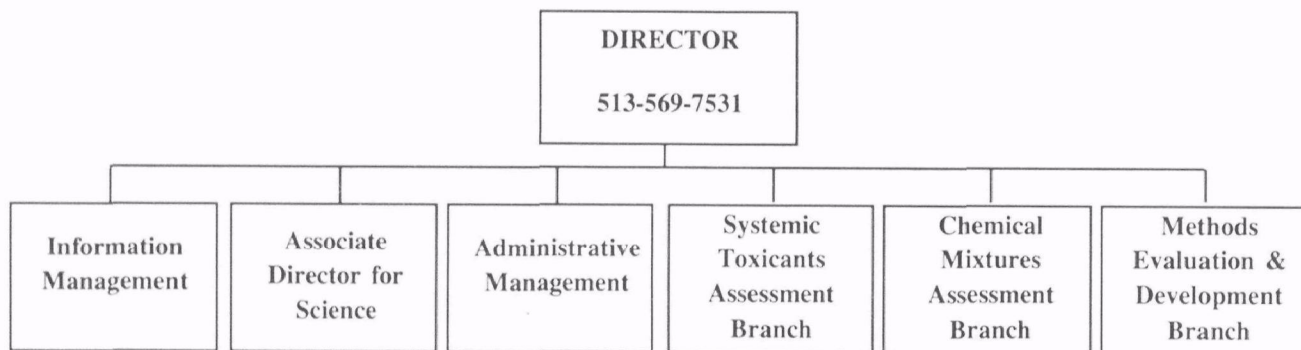 DIRECTOR
513-569-7531
Information
Management
Associate
Director for
Science
Administrative
Management
Systemic
Toxicants
Assessment
Branch
Chemical
Mixtures
Assessment
Branch
Methods
Evaluation &
Development
Branch